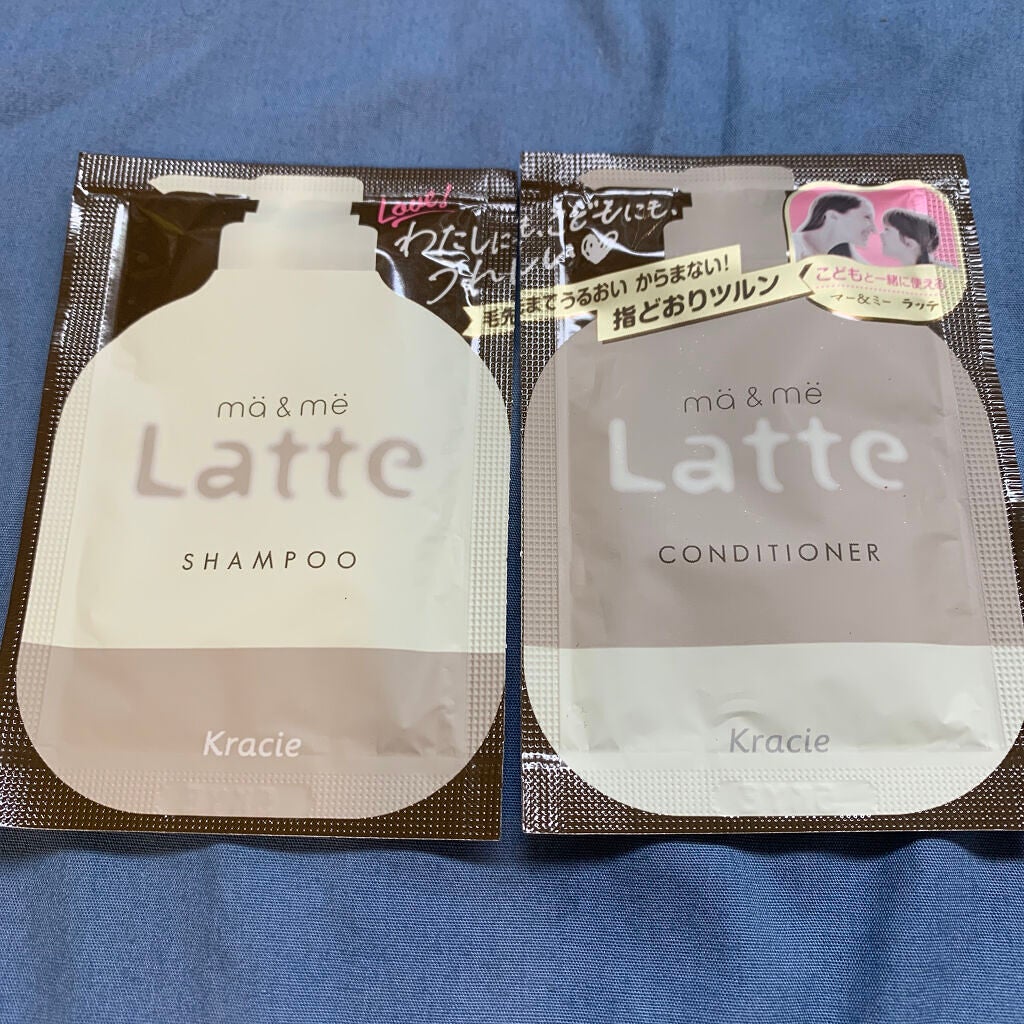 Love!
わたしにも、こどもにも。
うれしい
毛先までうるおい からまない!
指どおりツルン
こどもと一緒に使える
マー&ミー ラッテ
mä & më
Latte
SHAMPOO
Kracie
mä & më
Latte
CONDITIONER
Kracie